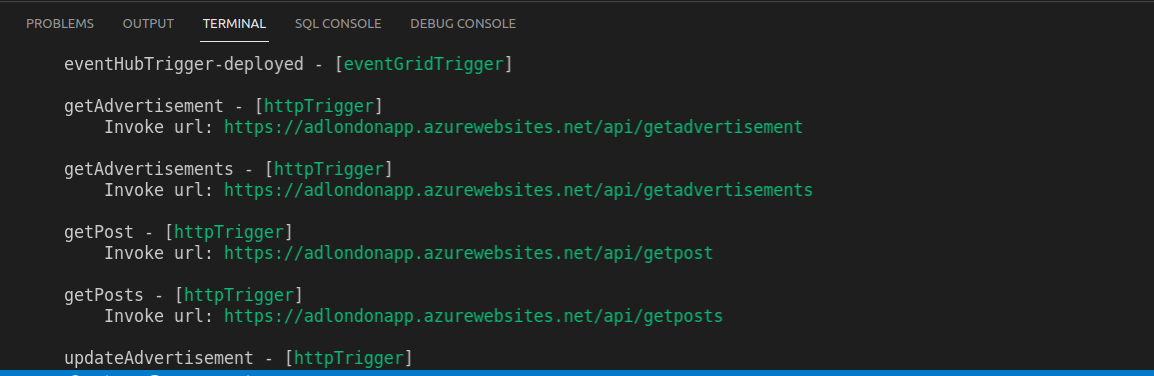 PROBLEMS OUTPUT TERMINAL SQL CONSOLE DEBUG CONSOLE
eventHubTrigger-deployed - [eventGridTrigger]
getAdvertisement - [httpTrigger]
Invoke url: https://adlondonapp.azurewebsites.net/api/getadvertisement
getAdvertisements - [httpTrigger]
Invoke url: https://adlondonapp.azurewebsites.net/api/getadvertisements
getPost - [httpTrigger]
Invoke url: https://adlondonapp.azurewebsites.net/api/getpost
getPosts - [httpTrigger]
Invoke url: https://adlondonapp.azurewebsites.net/api/getposts
updateAdvertisement - [httpTrigger]